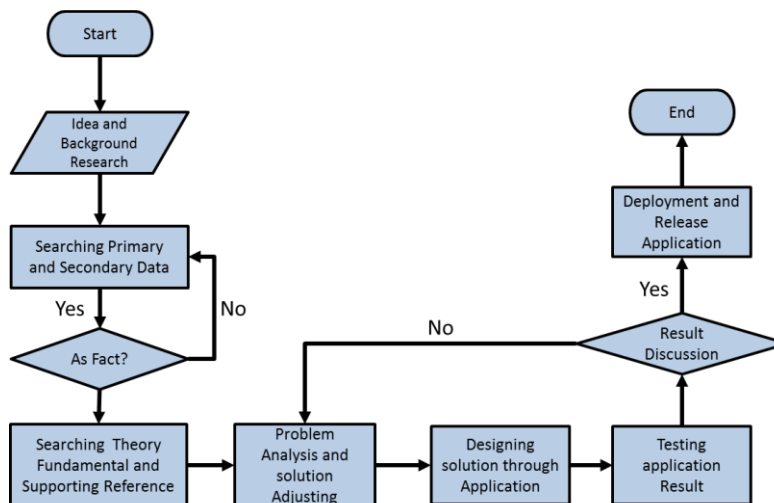 Start
Idea and
Background
Research
Searching Primary
and Secondary Data
Yes
No
As Fact?
Searching Theory
Fundamental and
Supporting Reference
Problem
Analysis and
solution
Adjusting
Designing
solution through
Application
Testing
application
Result
No
Result
Discussion
Yes
Deployment and
Release
Application
End